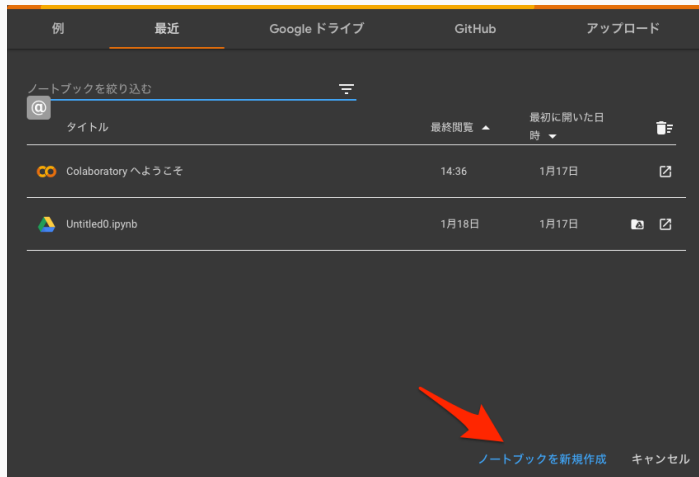 例 最近 Google ドライブ GitHub アップロード
ノートブックを絞り込む
@
タイトル 最終閲覧 最初に開いた日
時
Colaboratory へようこそ 14:36 1月17日
Untitled0.ipynb 1月18日 1月17日
ノートブックを新規作成 キャンセル